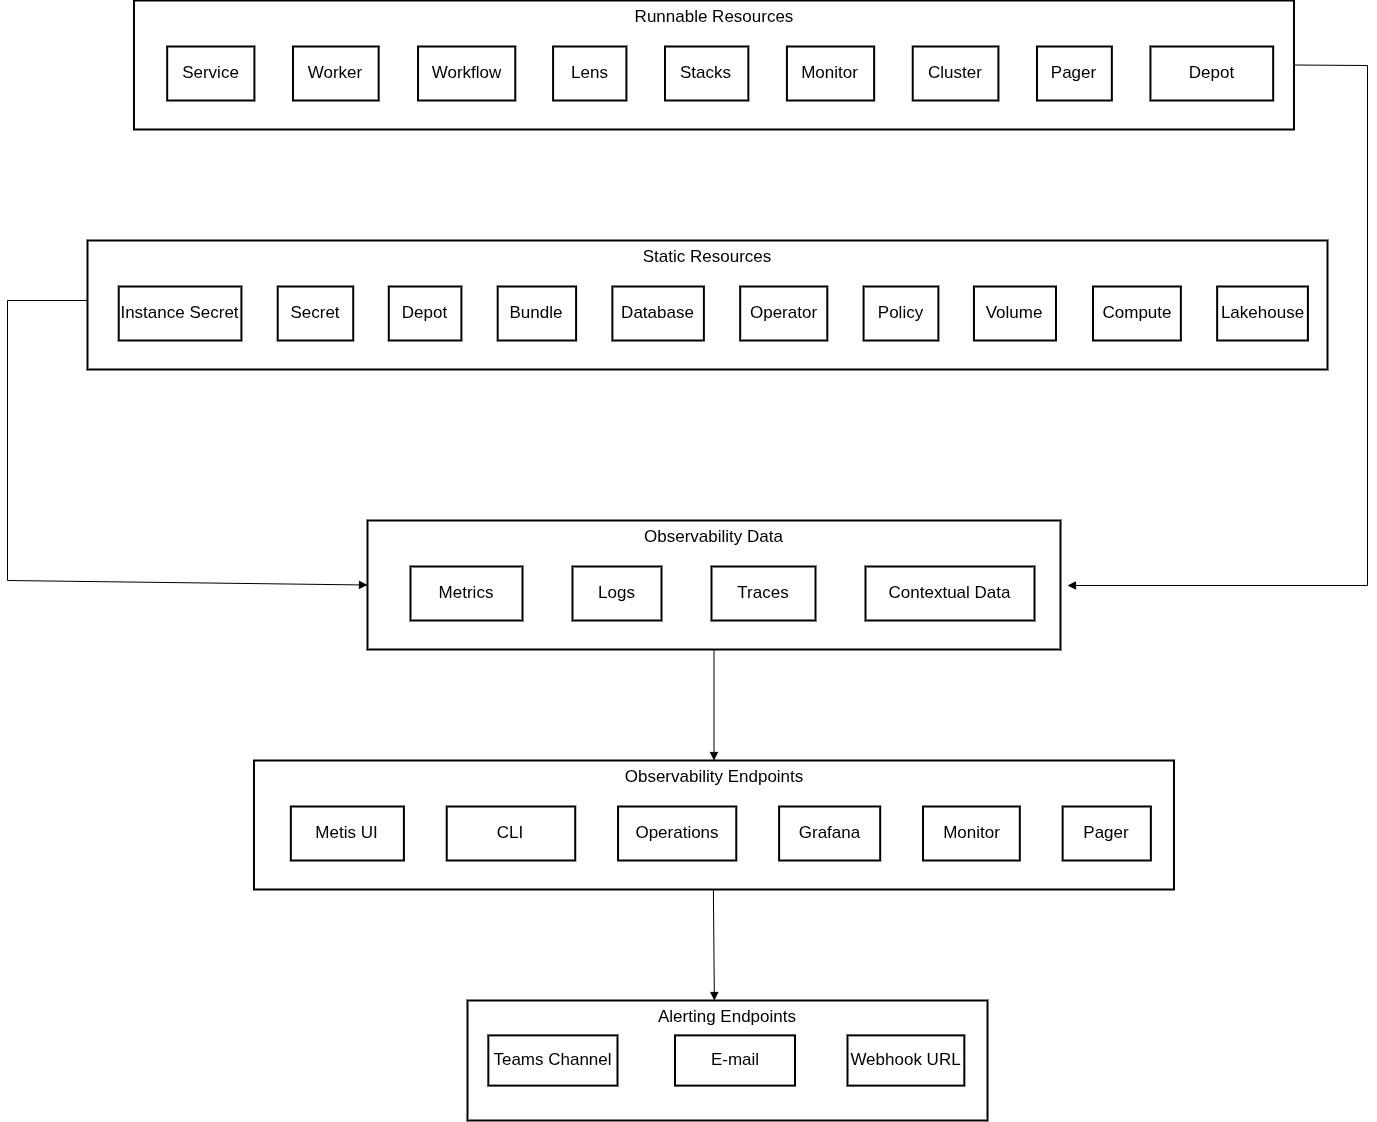 Runnable Resources
Service Worker Workflow Lens Stacks Monitor Cluster Pager Depot
Static Resources
Instance Secret Secret Depot Bundle Database Operator Policy Volume Compute Lakehouse
Observability Data
Metrics Logs Traces Contextual Data
Observability Endpoints
Metis UI CLI Operations Grafana Monitor Pager
Alerting Endpoints
Teams Channel E-mail Webhook URL